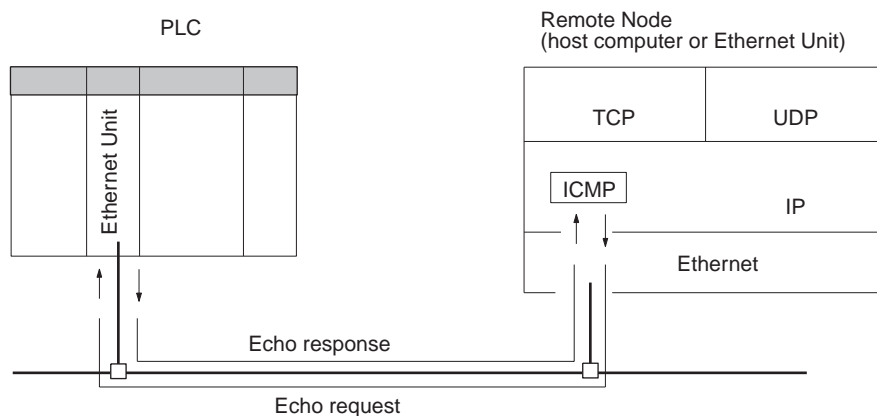 PLC
Remote Node
(host computer or Ethernet Unit)
Ethernet Unit
TCP
UDP
ICMP
IP
Ethernet
Echo response
Echo request